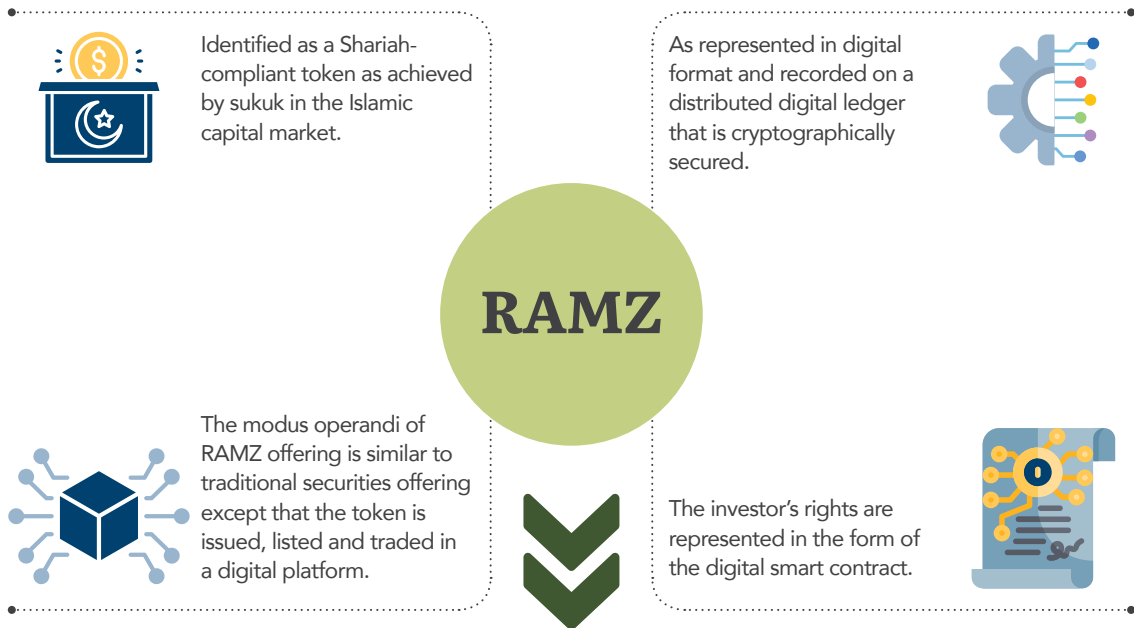 Identified as a Shariah-
compliant token as achieved
by sukuk in the Islamic
capital market.
As represented in digital
format and recorded on a
distributed digital ledger
that is cryptographically
secured.
RAMZ
The modus operandi of
RAMZ offering is similar to
traditional securities offering
except that the token is
issued, listed and traded in
a digital platform.
The investor’s rights are
represented in the form of
the digital smart contract.